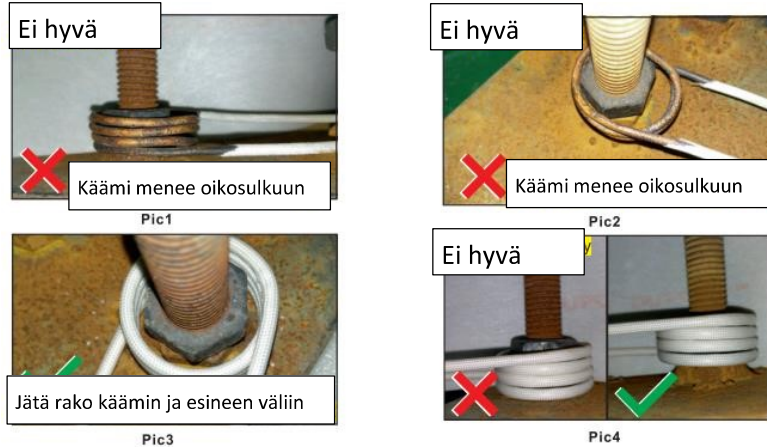 Ei hyvä
Käämi menee oikosulkuun
Pic1
Ei hyvä
Käämi menee oikosulkuun
Pic2
Jätä rako käämin ja esineen väliin
Pic3
Ei hyvä
y
Pic4